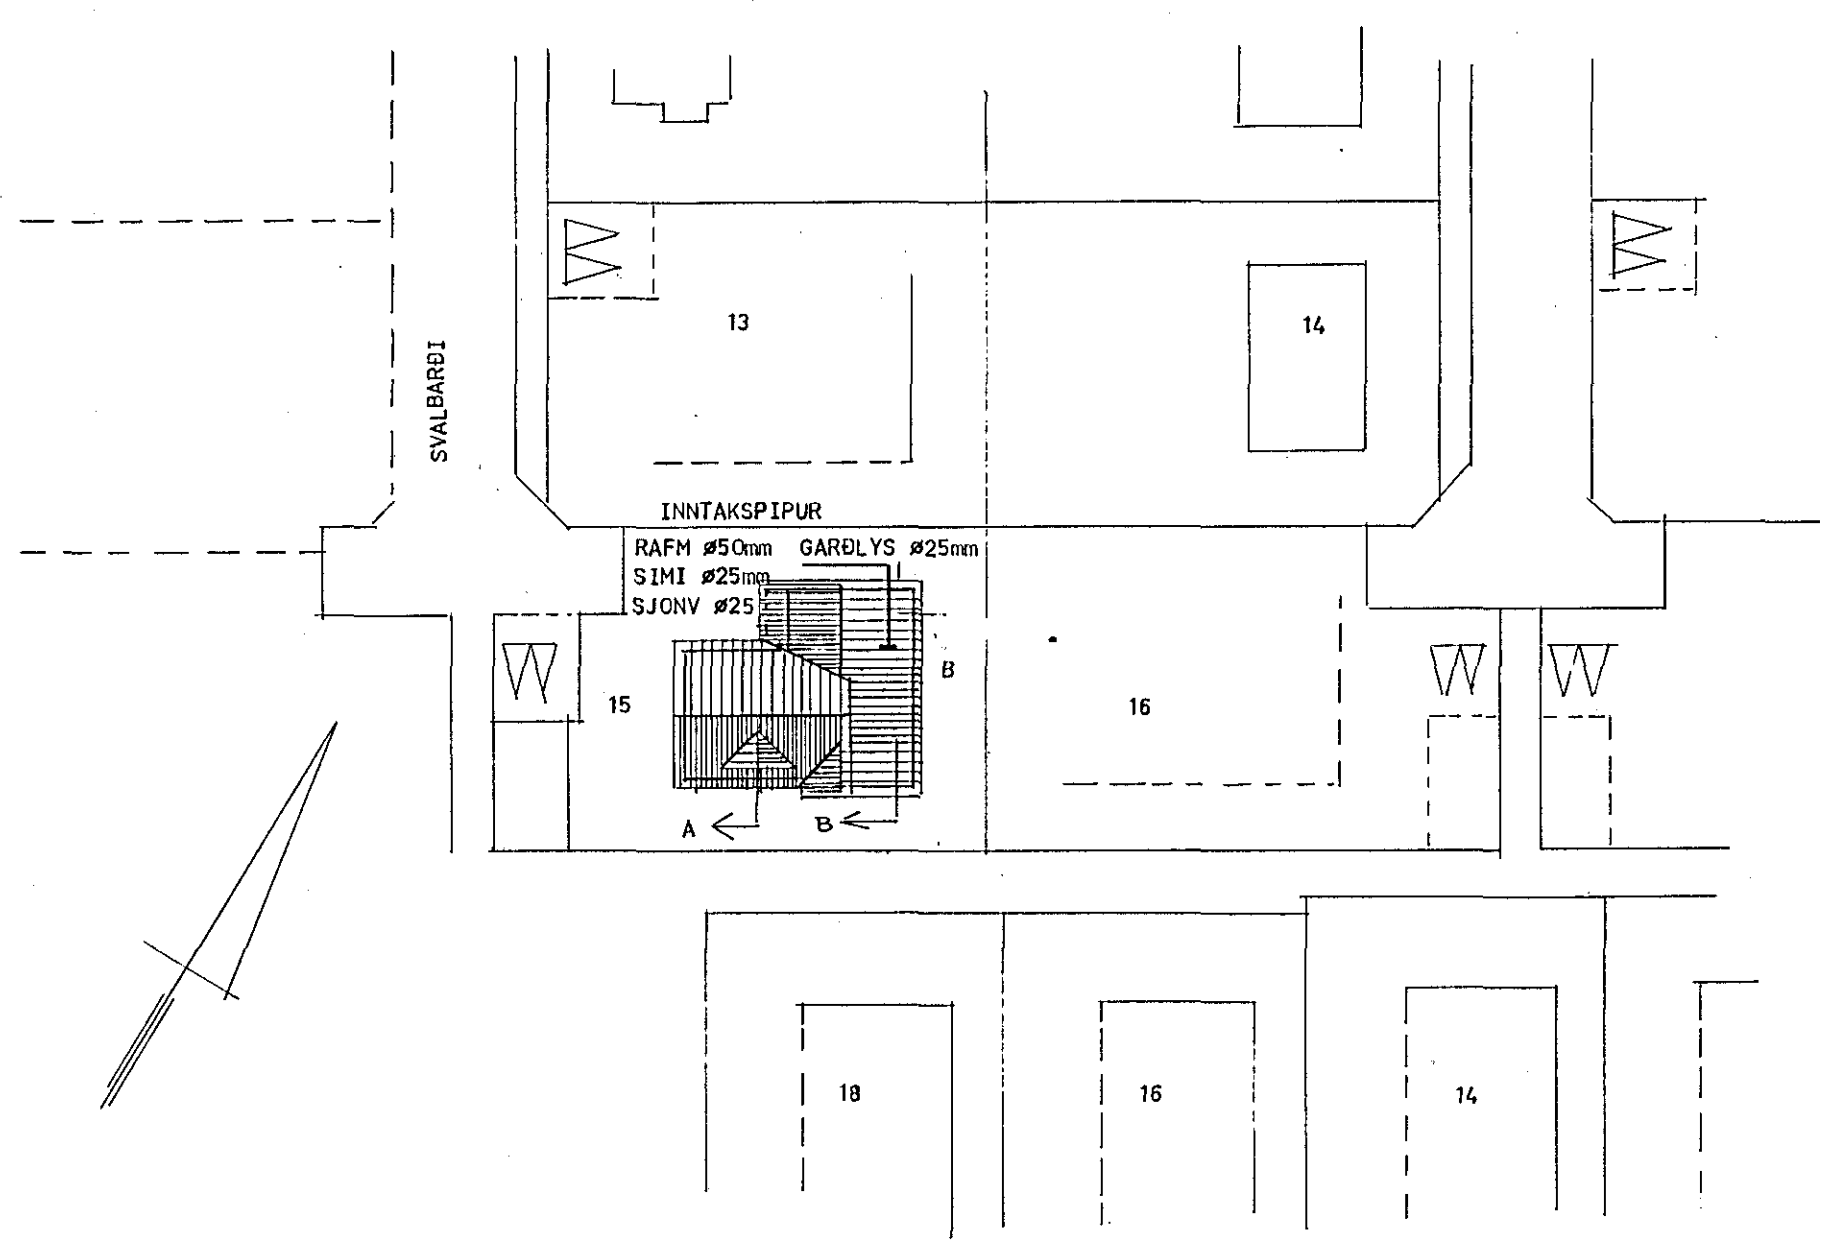 13
14
SVALBARÐI
INNTAKSPIPUR
RAFM ø50mm GARÐLYS ø25mm
SIMI ø25mm
SJONV ø25
B
15
16
A
B
18
16
14